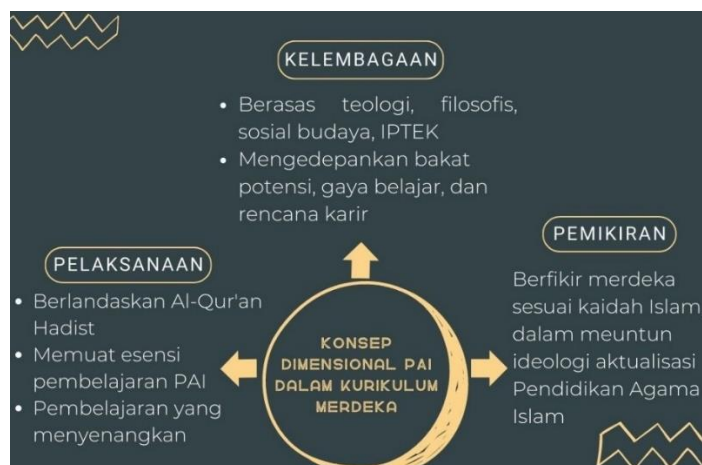 KELEMBAGAAN
• Berasas teologi, filosofis,
sosial budaya, IPTEK
• Mengedepankan bakat
potensi, gaya belajar, dan
rencana karir
PELAKSANAAN
• Berlandaskan Al-Qur'an
Hadist
• Memuat esensi
pembelajaran PAI
• Pembelajaran yang
menyenangkan
KONSEP
DIMENSIONAL PAI
DALAM KURIKULUM
MERDEKA
PEMIKIRAN
Berfikir merdeka
sesuai kaidah Islam
dalam meuntun
ideologi aktualisasi
Pendidikan Agama
Islam